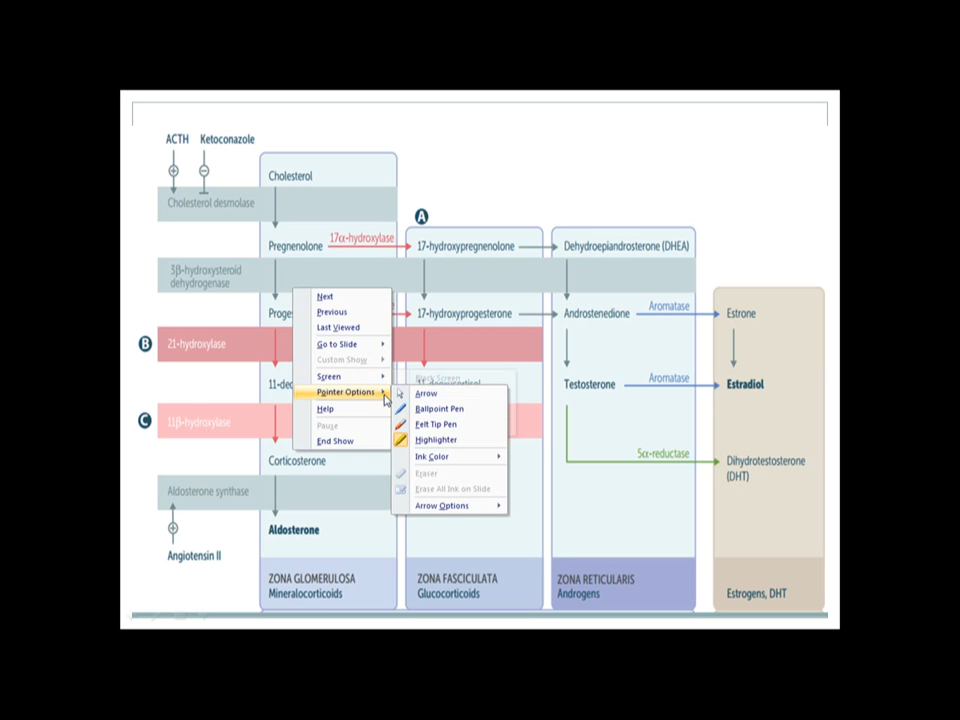 ACTH Ketoconazole
Cholesterol
Cholesterol desmolase
A
17α-hydroxylase
Pregnenolone 17-hydroxypregnenolone Dehydroepiandrosterone (DHEA)
3β-hydroxysteroid
dehydrogenase
Aromatase
17-hydroxyprogesterone Androstenedione Estrone
B 21-hydroxylase
Aromatase
Testosterone Estradiol
C 11β-hydroxylase
5α-reductase
Corticosterone Dihydrotestosterone
(DHT)
Aldosterone synthase
Aldosterone
Angiotensin II
ZONA GLOMERULOSA ZONA FASCICULATA ZONA RETICULARIS
Mineralocorticoids Glucocorticoids Androgens Estrogens, DHT
Next
Previous
Last Viewed
Go to Slide
Custom Show
Screen
Pointer Options
Help
Pause
End Show
Black Screen
Arrow
Ballpoint Pen
Felt Tip Pen
Highlighter
Ink Color
Eraser
Erase All Ink on Slide
Arrow Options